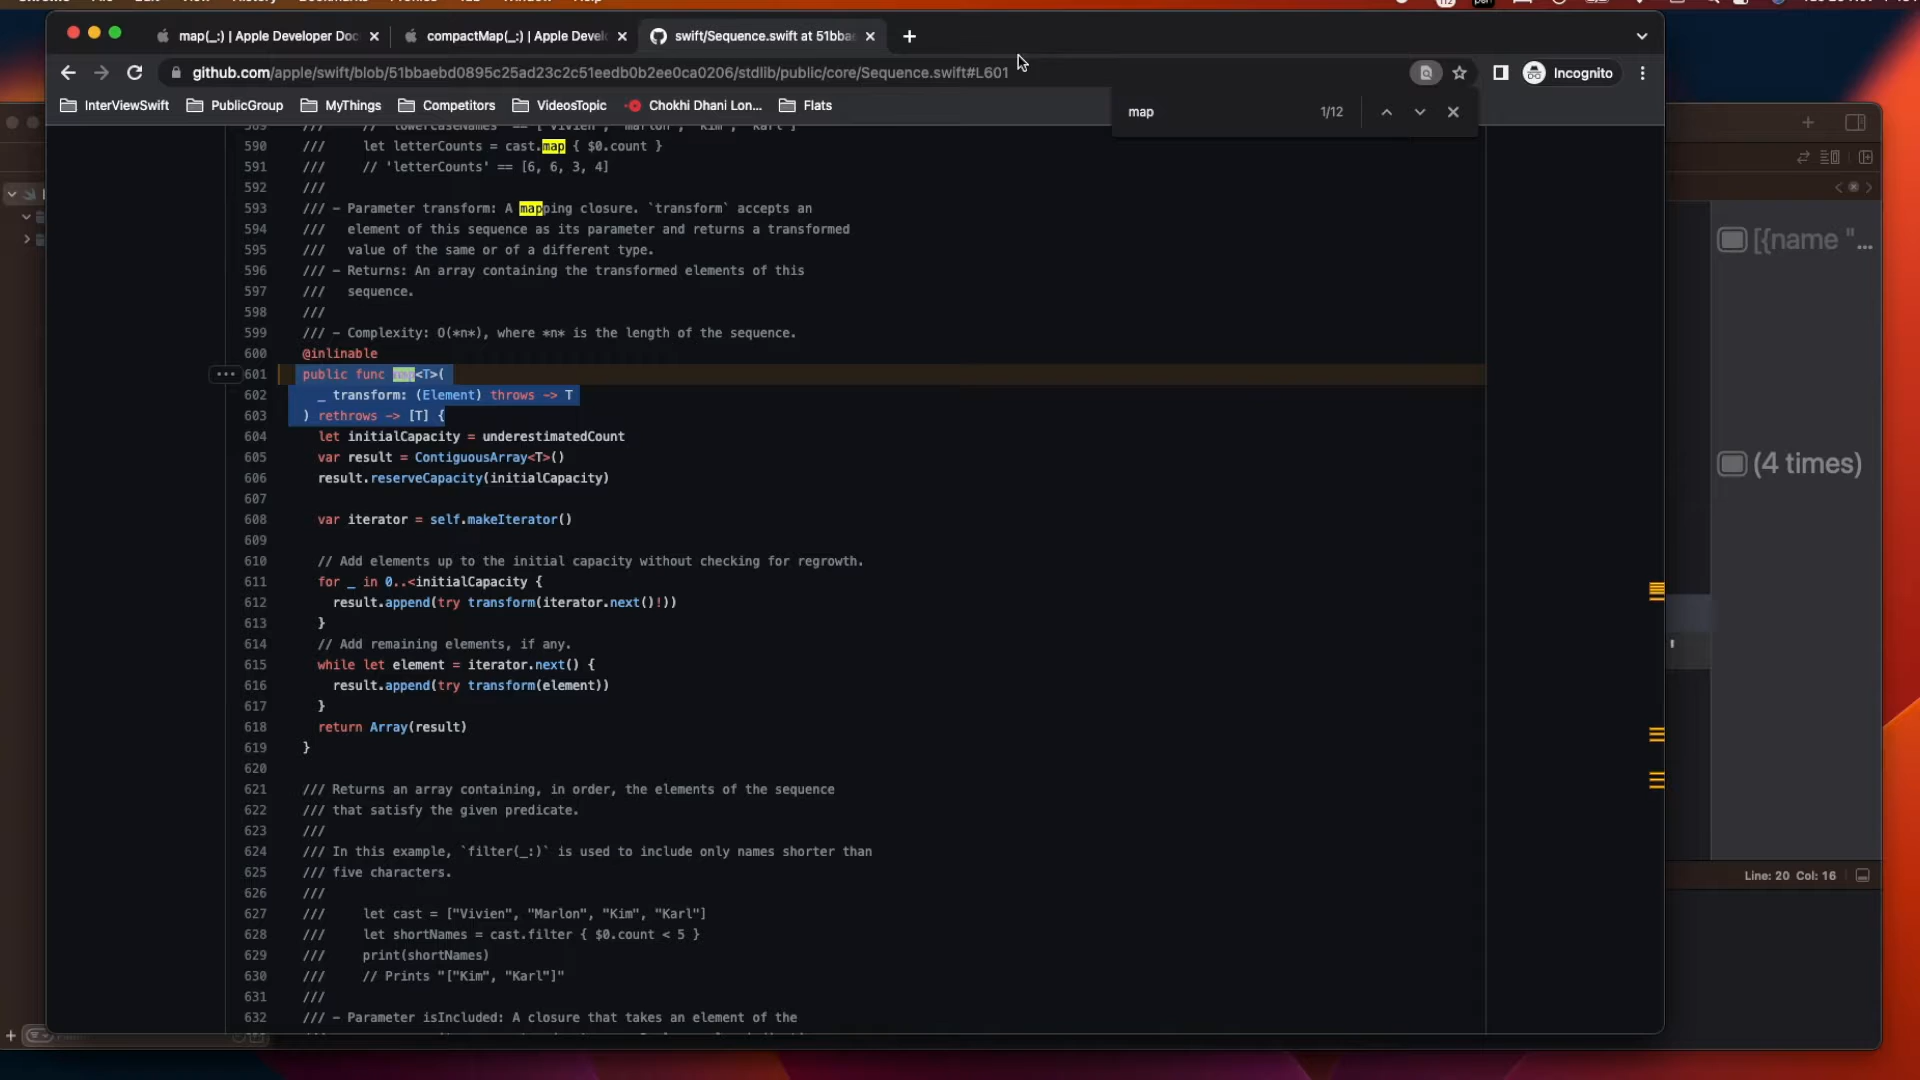 map(_:) | Apple Developer Doc
compactMap(_:) | Apple Devel
swift/Sequence.swift at 51bbae
github.com/apple/swift/blob/51bbaebd0895c25ad23c2c51eedb0b2ee0ca0206/stdlib/public/core/Sequence.swift#L601
Incognito
InterViewSwift
PublicGroup
MyThings
Competitors
VideosTopic
Chokhi Dhani Lon...
Flats
map
1/12
589 /// // 'lowerCaseNames' == ["vivien", "marlon", "kim", "karl"]
590 /// let letterCounts = cast.map { $0.count }
591 /// // 'letterCounts' == [6, 6, 3, 4]
592 ///
593 /// - Parameter transform: A mapping closure. `transform` accepts an
594 /// element of this sequence as its parameter and returns a transformed
595 /// value of the same or of a different type.
596 /// - Returns: An array containing the transformed elements of this
597 /// sequence.
598 ///
599 /// - Complexity: O(*n*), where *n* is the length of the sequence.
600 @inlinable
601 public func map<T>(
602 _ transform: (Element) throws -> T
603 ) rethrows -> [T] {
604 let initialCapacity = underestimatedCount
605 var result = ContiguousArray<T>()
606 result.reserveCapacity(initialCapacity)
607
608 var iterator = self.makeIterator()
609
610 // Add elements up to the initial capacity without checking for regrowth.
611 for _ in 0..<initialCapacity {
612 result.append(try transform(iterator.next()!))
613 }
614 // Add remaining elements, if any.
615 while let element = iterator.next() {
616 result.append(try transform(element))
617 }
618 return Array(result)
619 }
620
621 /// Returns an array containing, in order, the elements of the sequence
622 /// that satisfy the given predicate.
623 ///
624 /// In this example, `filter(_:)` is used to include only names shorter than
625 /// five characters.
626 ///
627 /// let cast = ["Vivien", "Marlon", "Kim", "Karl"]
628 /// let shortNames = cast.filter { $0.count < 5 }
629 /// print(shortNames)
630 /// // Prints "["Kim", "Karl"]"
631 ///
632 /// - Parameter isIncluded: A closure that takes an element of the
[{name "...
(4 times)
Line: 20 Col: 16